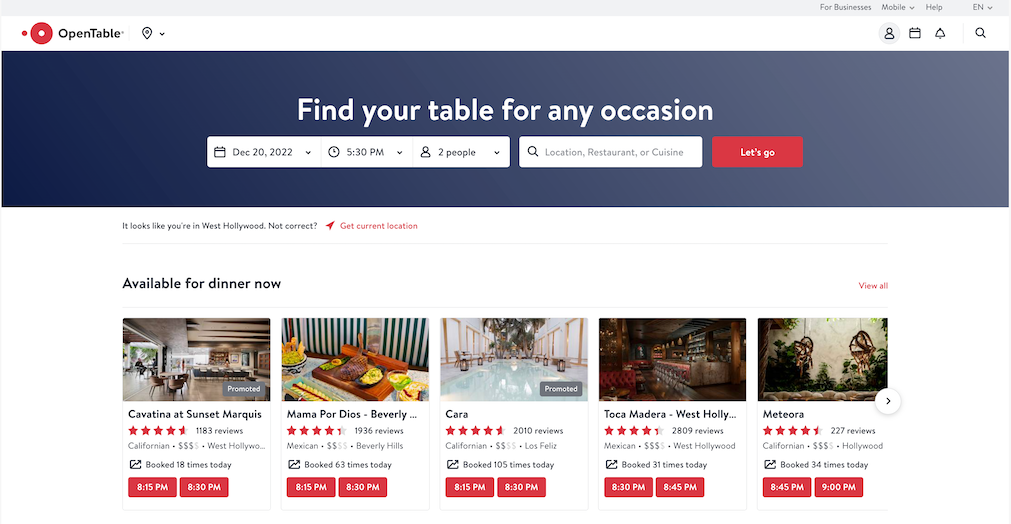 For Businesses Mobile Help EN
OpenTable®
Find your table for any occasion
Dec 20, 2022 5:30 PM 2 people Location, Restaurant, or Cuisine Let's go
It looks like you're in West Hollywood. Not correct? Get current location
Available for dinner now View all
Promoted Promoted
Cavatina at Sunset Marquis Mama Por Dios - Beverly ... Cara Toca Madera - West Holly... Meteora
1183 reviews 1936 reviews 2010 reviews 2809 reviews 227 reviews
Californian • $$$$ • West Hollywo... Mexican • $$$$ • Beverly Hills Californian • $$$$ • Los Feliz Mexican • $$$$ • West Hollywood Californian • $$$$ • Hollywood
Booked 18 times today Booked 63 times today Booked 105 times today Booked 31 times today Booked 34 times today
8:15 PM 8:30 PM 8:15 PM 8:30 PM 8:15 PM 8:30 PM 8:30 PM 8:45 PM 8:45 PM 9:00 PM